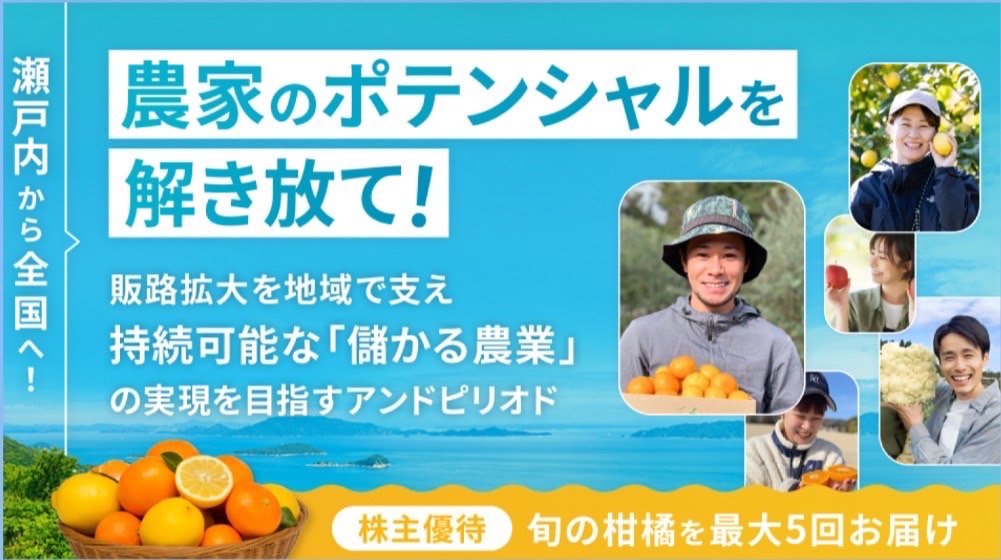 瀬戸内から全国へ！
農家のポテンシャルを
解き放て！
販路拡大を地域で支え
持続可能な「儲かる農業」
の実現を目指すアンドピリオド
株主優待 旬の柑橘を最大5回お届け